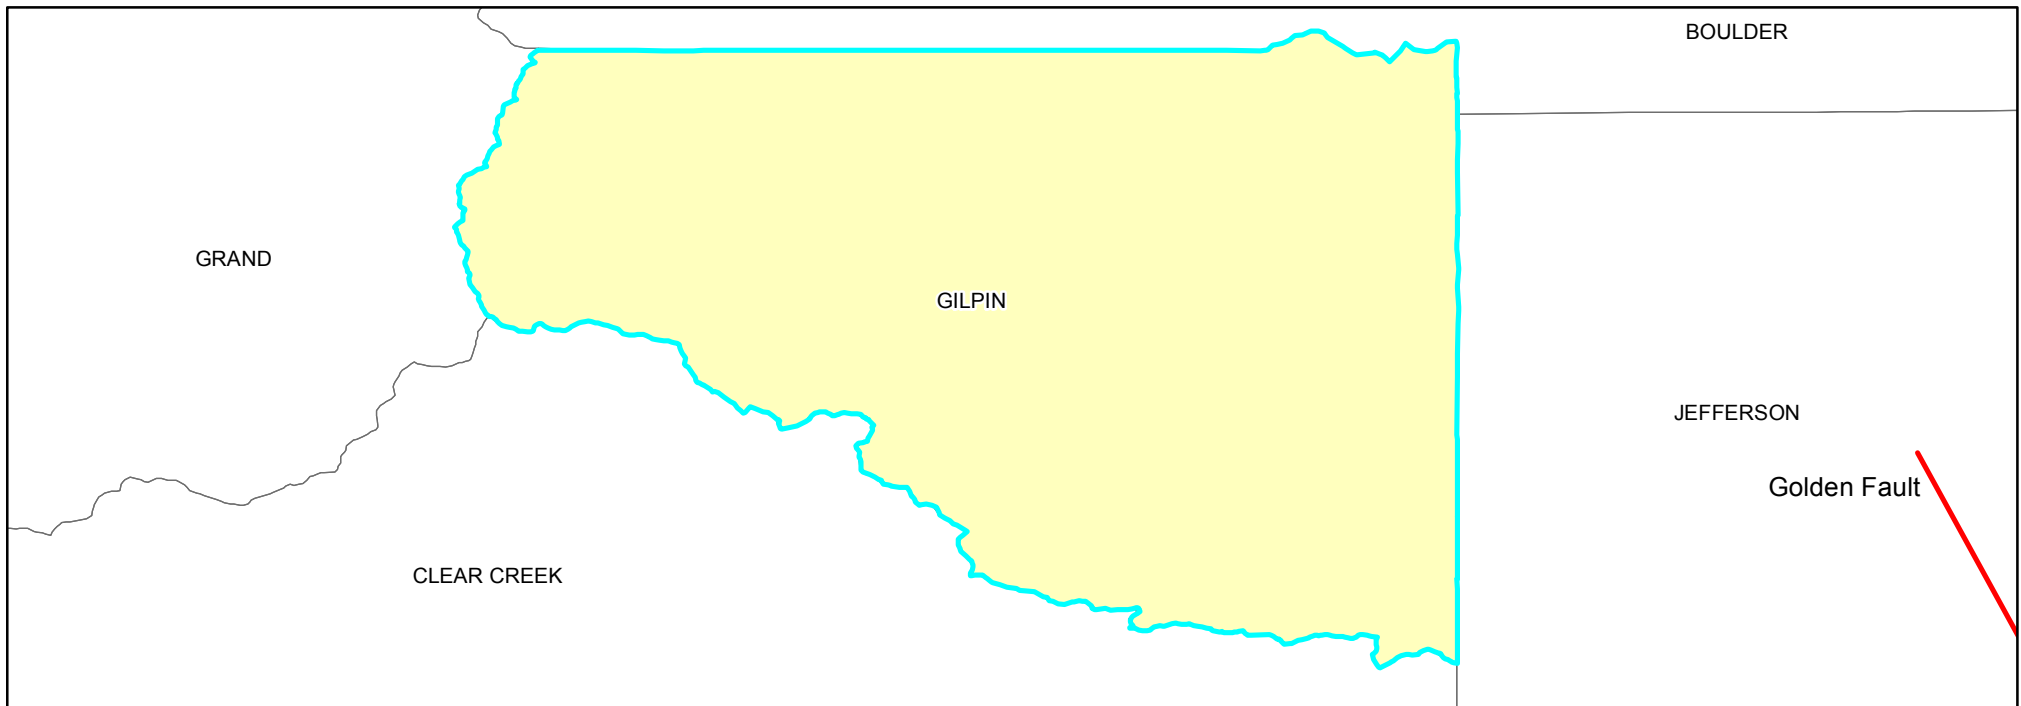 BOULDER
GRAND
GILPIN
JEFFERSON
Golden Fault
CLEAR CREEK